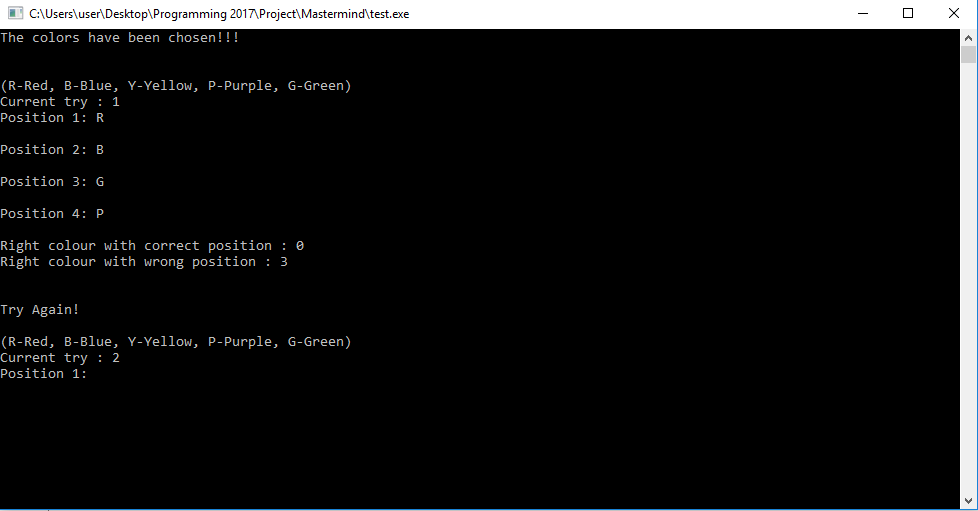 C:\Users\user\Desktop\Programming 2017\Project\Mastermind\test.exe
The colors have been chosen!!!
(R-Red, B-Blue, Y-Yellow, P-Purple, G-Green)
Current try : 1
Position 1: R
Position 2: B
Position 3: G
Position 4: P
Right colour with correct position : 0
Right colour with wrong position : 3
Try Again!
(R-Red, B-Blue, Y-Yellow, P-Purple, G-Green)
Current try : 2
Position 1: